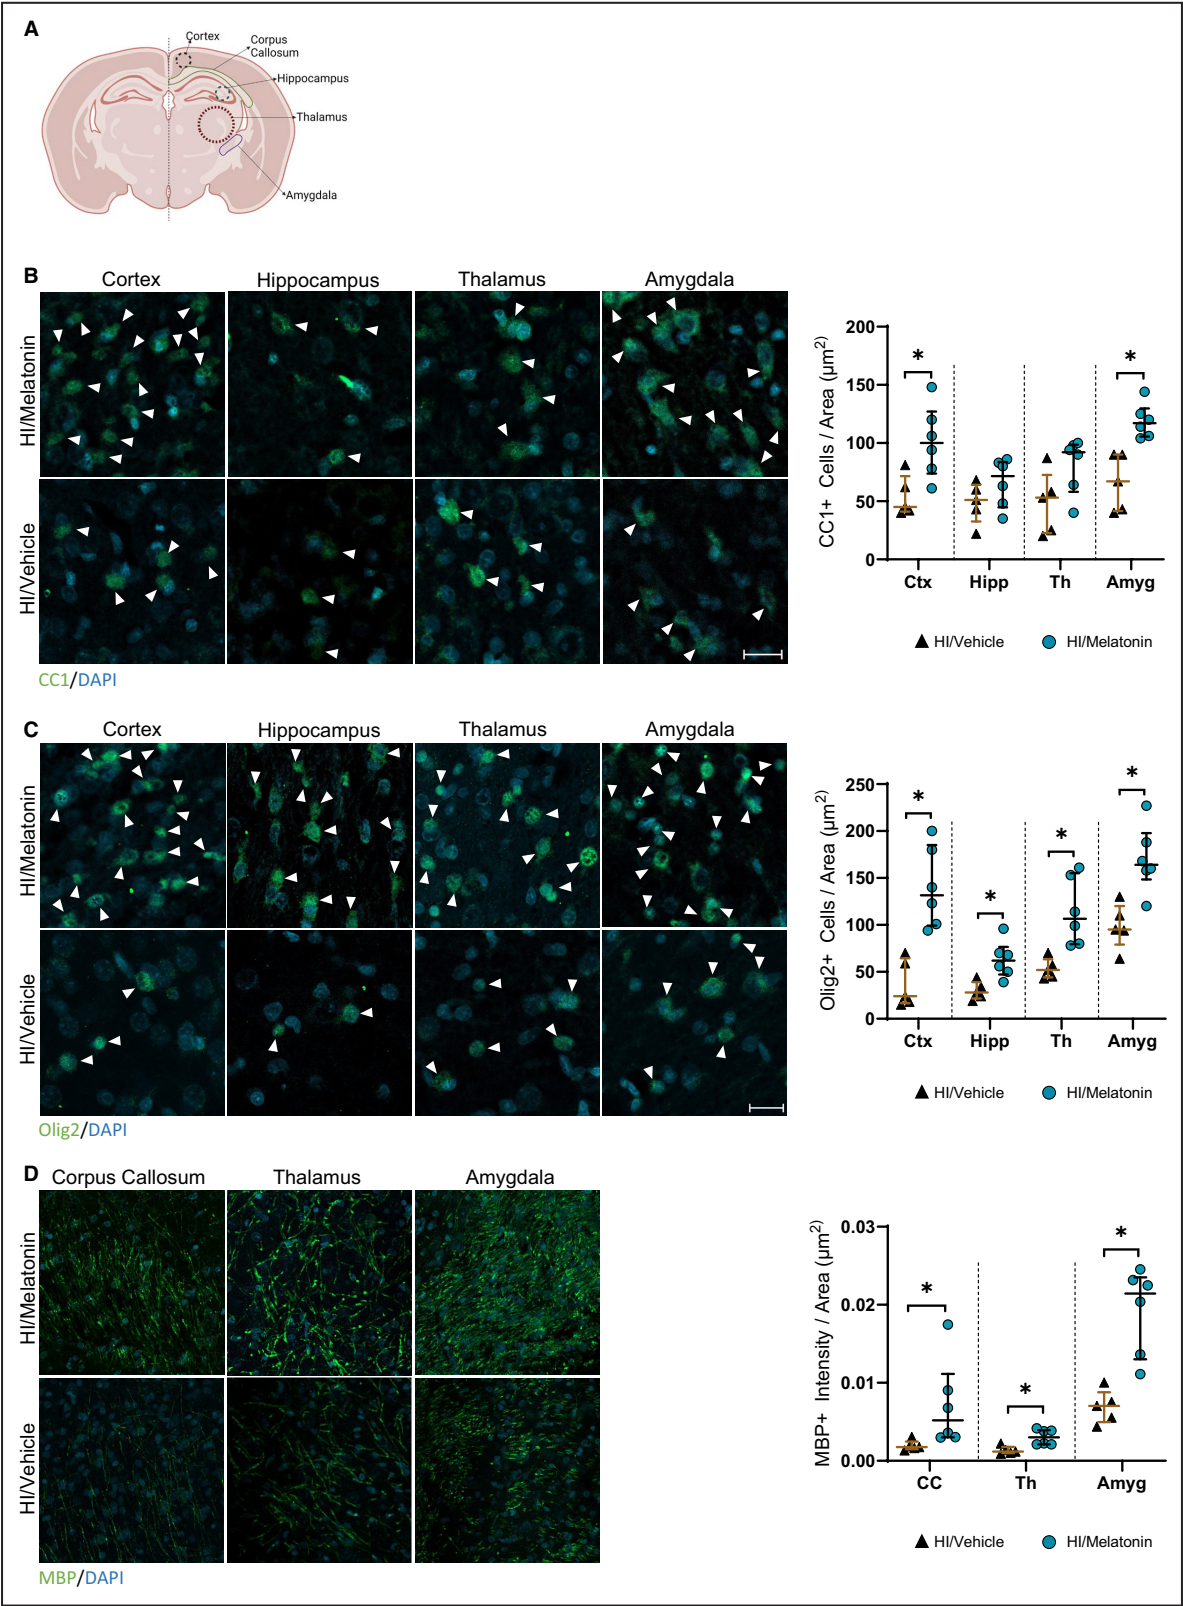 A
Cortex
Corpus
Callosum
Hippocampus
Thalamus
Amygdala
B
Cortex
Hippocampus
Thalamus
Amygdala
HI/Melatonin
HI/Vehicle
CC1/DAPI
CC1+ Cells / Area (µm2)
200
150
100
50
0
*
*
Ctx
Hipp
Th
Amyg
HI/Vehicle
HI/Melatonin
C
Cortex
Hippocampus
Thalamus
Amygdala
HI/Melatonin
HI/Vehicle
Olig2/DAPI
Olig2+ Cells / Area (µm2)
250
200
150
100
50
0
*
*
*
*
Ctx
Hipp
Th
Amyg
HI/Vehicle
HI/Melatonin
D
Corpus Callosum
Thalamus
Amygdala
HI/Melatonin
HI/Vehicle
MBP/DAPI
MBP+ Intensity / Area (µm2)
0.03
0.02
0.01
0.00
*
*
*
CC
Th
Amyg
HI/Vehicle
HI/Melatonin